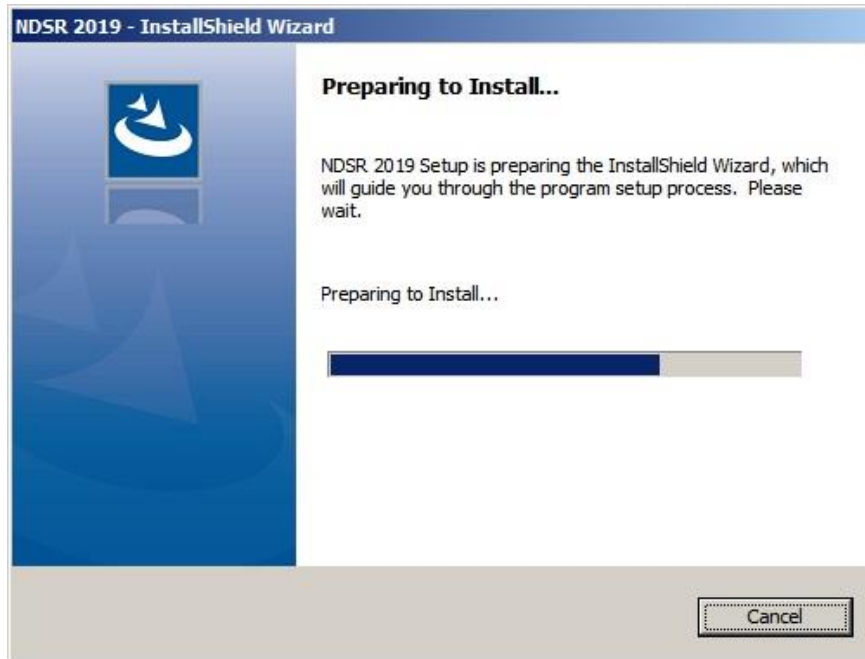 NDSR 2019 - InstallShield Wizard
Preparing to Install...
NDSR 2019 Setup is preparing the InstallShield Wizard, which
will guide you through the program setup process. Please
wait.
Preparing to Install...
Cancel